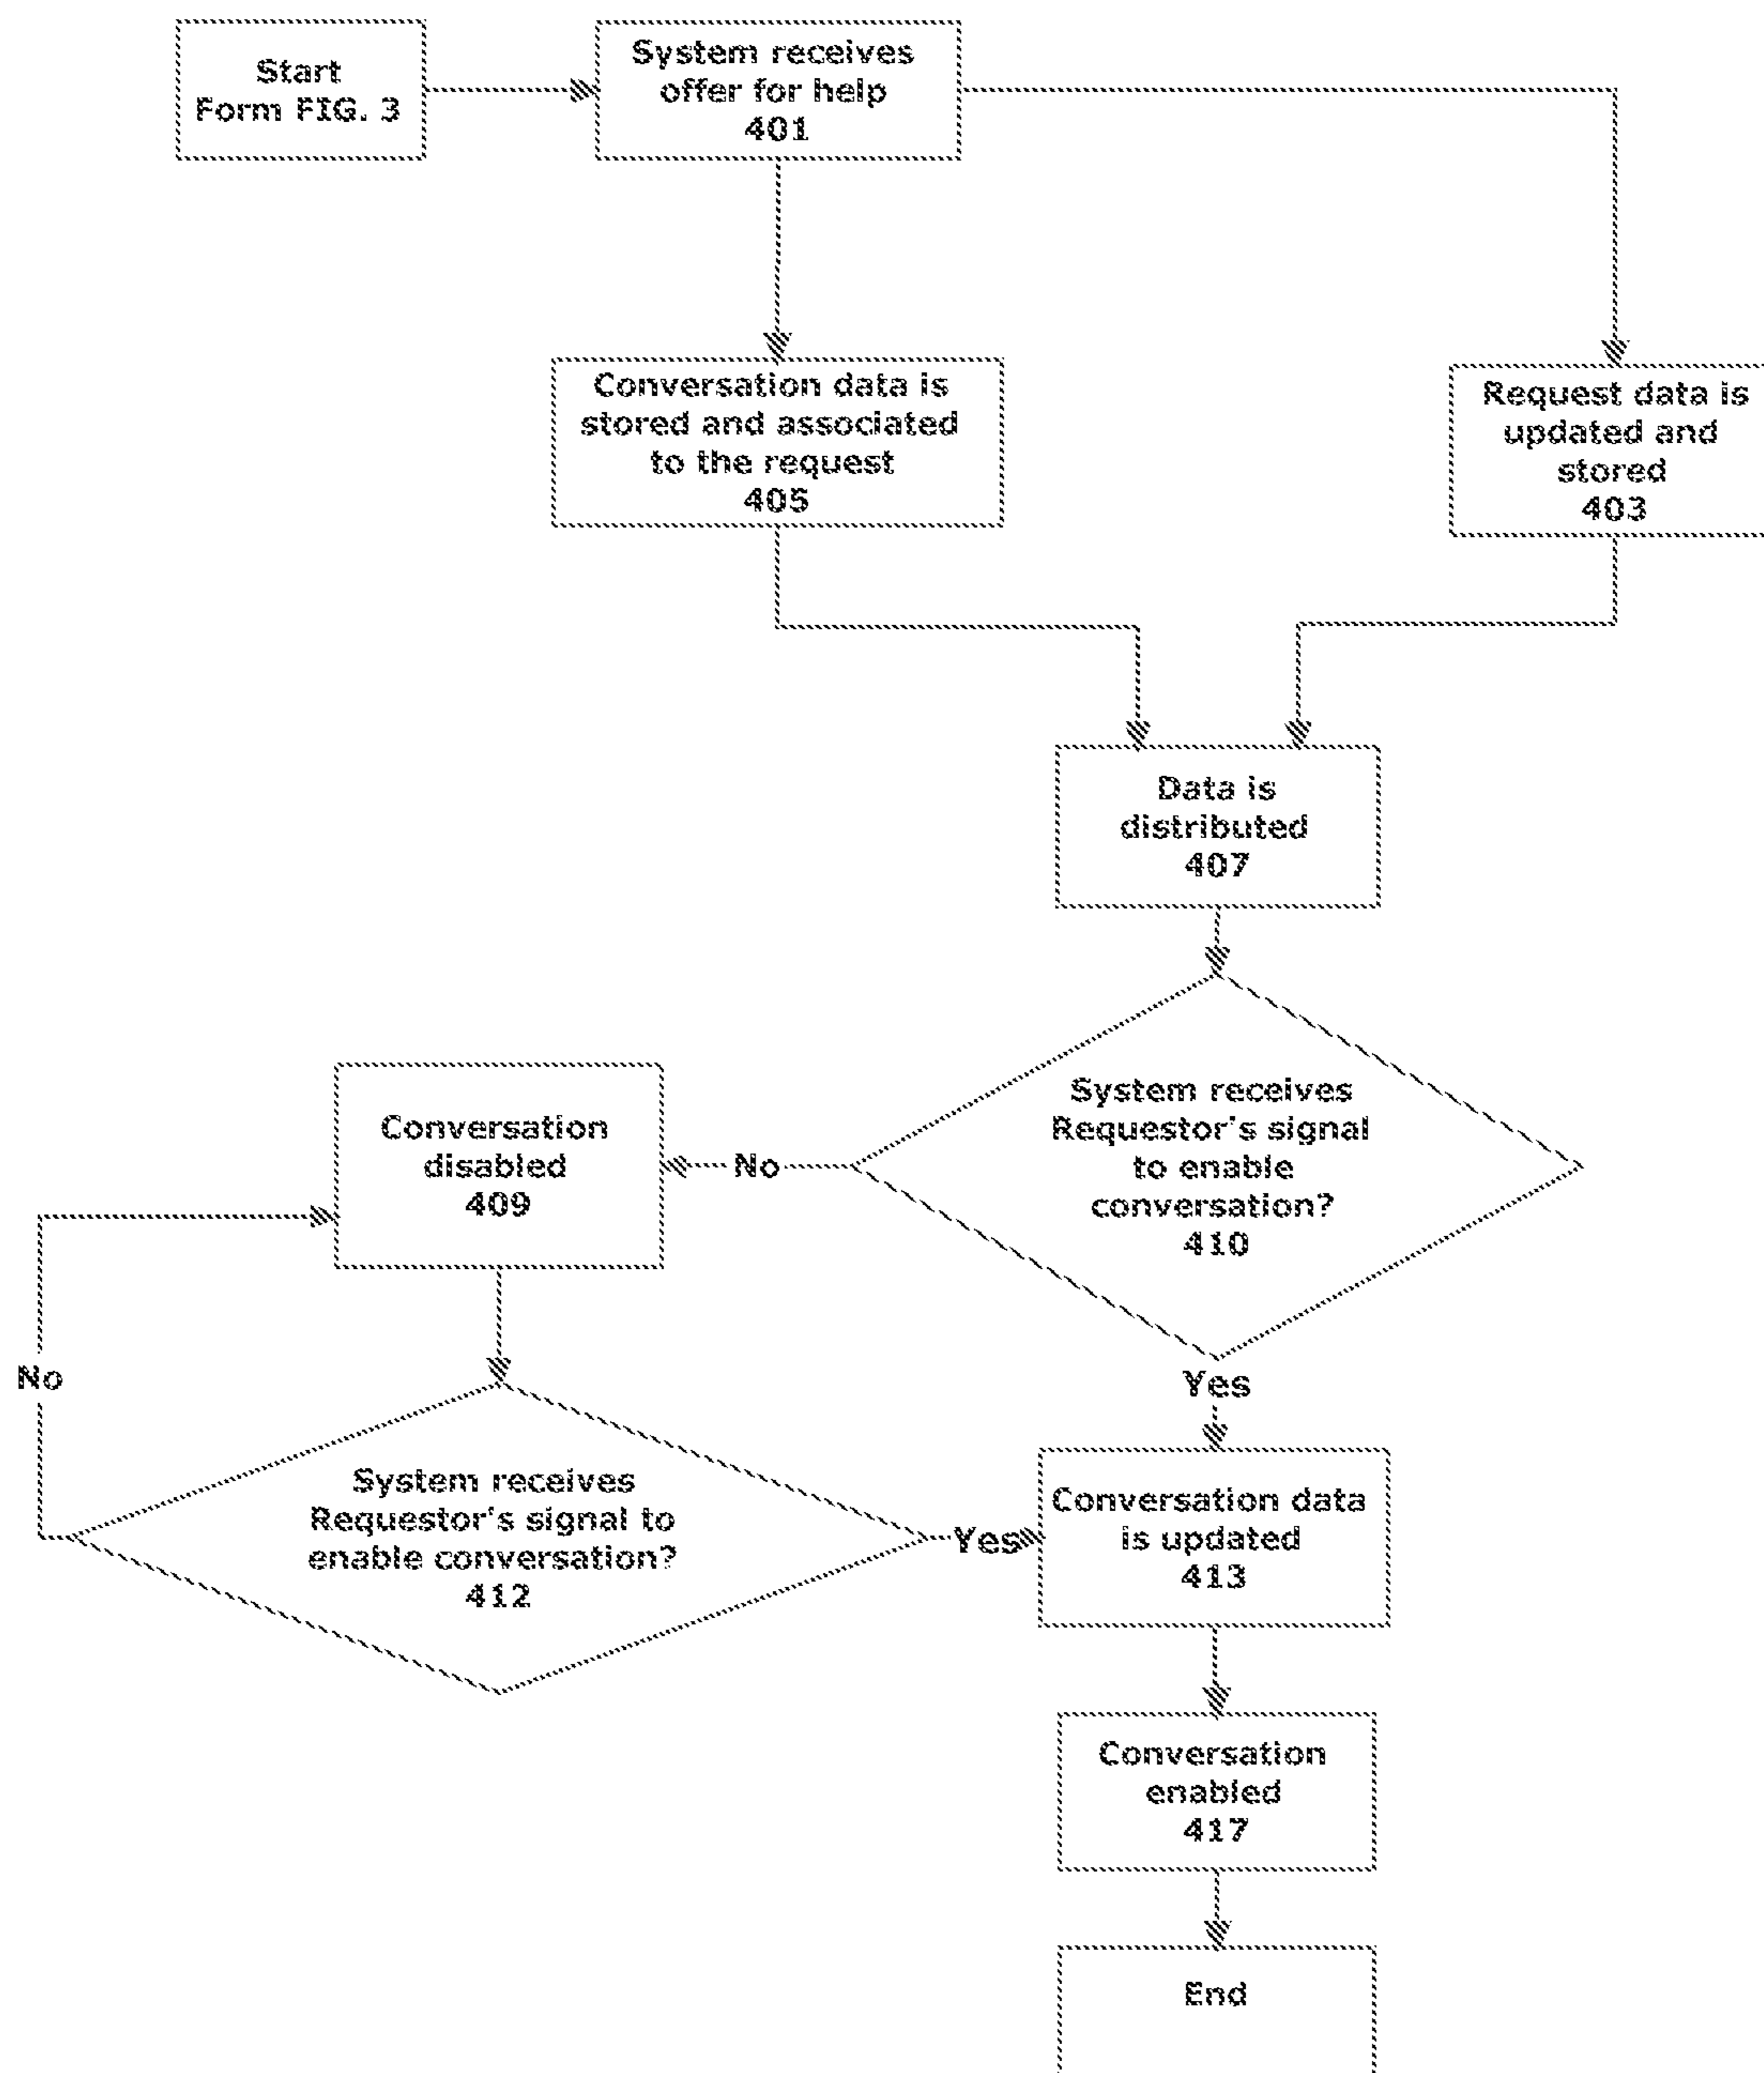 Start
Form FIG. 3
System receives
offer for help
401
Conversation data is
stored and associated
to the request
405
Request data is
updated and
stored
403
Data is
distributed
407
System receives
Requestor's signal
to enable
conversation?
410
No
Conversation
disabled
409
No
Yes
System receives
Requestor's signal to
enable conversation?
412
Yes
Conversation data
is updated
413
Conversation
enabled
417
End